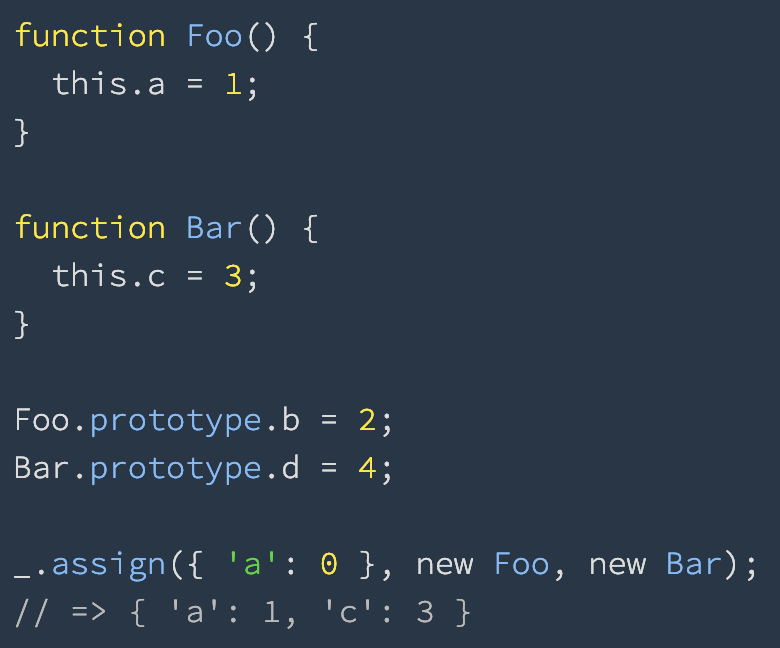 function Foo() {
  this.a = 1;
}
function Bar() {
  this.c = 3;
}
Foo.prototype.b = 2;
Bar.prototype.d = 4;
_.assign({ 'a': 0 }, new Foo, new Bar);
// => { 'a': 1, 'c': 3 }